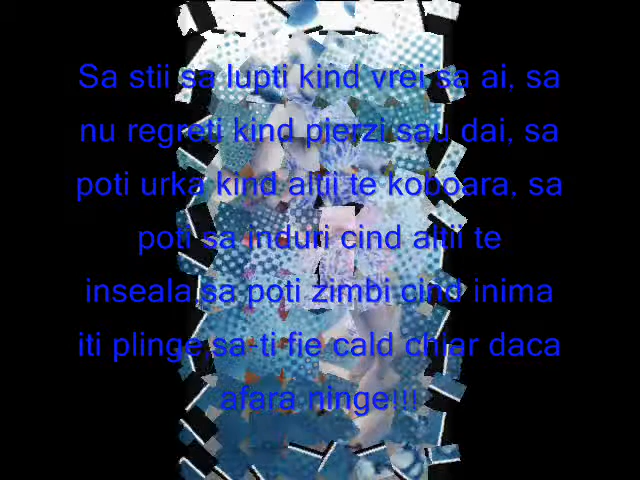 Sa stii sa lupti kind vrei sa ai, sa
nu regreti kind pierzi sau dai, sa
poti urka kind altii te koboara, sa
poti sa induri cind altii te
inseala,sa poti zimbi cind inima
iti plinge,sa-ti fie cald chiar daca
afara ninge!!!